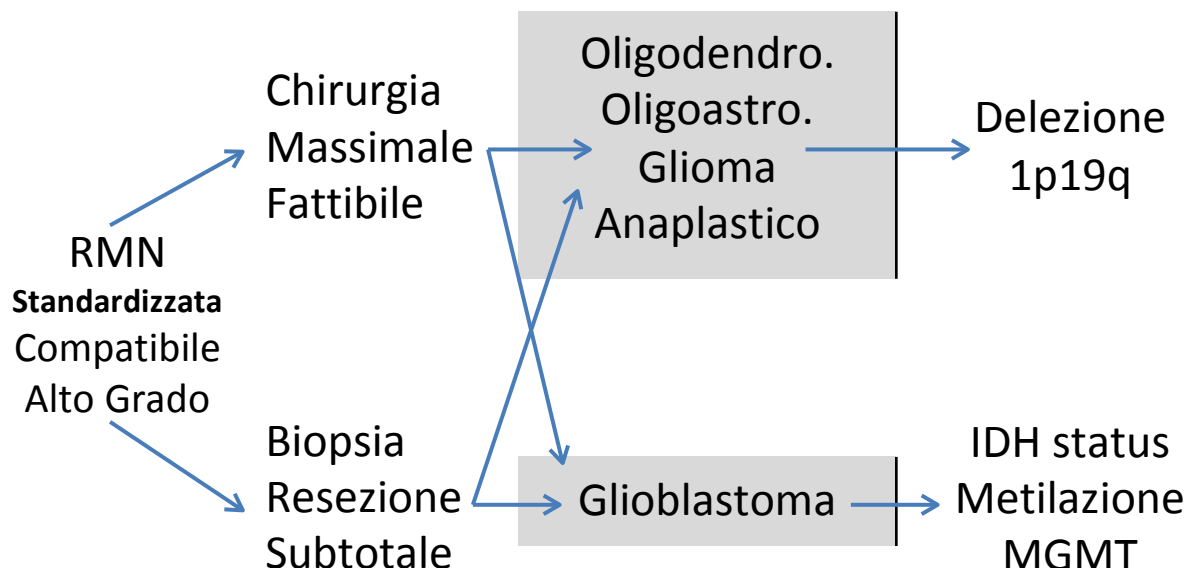 RMN
Standardizzata
Compatibile
Alto Grado
Chirurgia
Massimale
Fattibile
Biopsia
Resezione
Subtotale
Oligodendro.
Oligoastro.
Glioma
Anaplastico
Glioblastoma
Delezione
1p19q
IDH status
Metilazione
MGMT